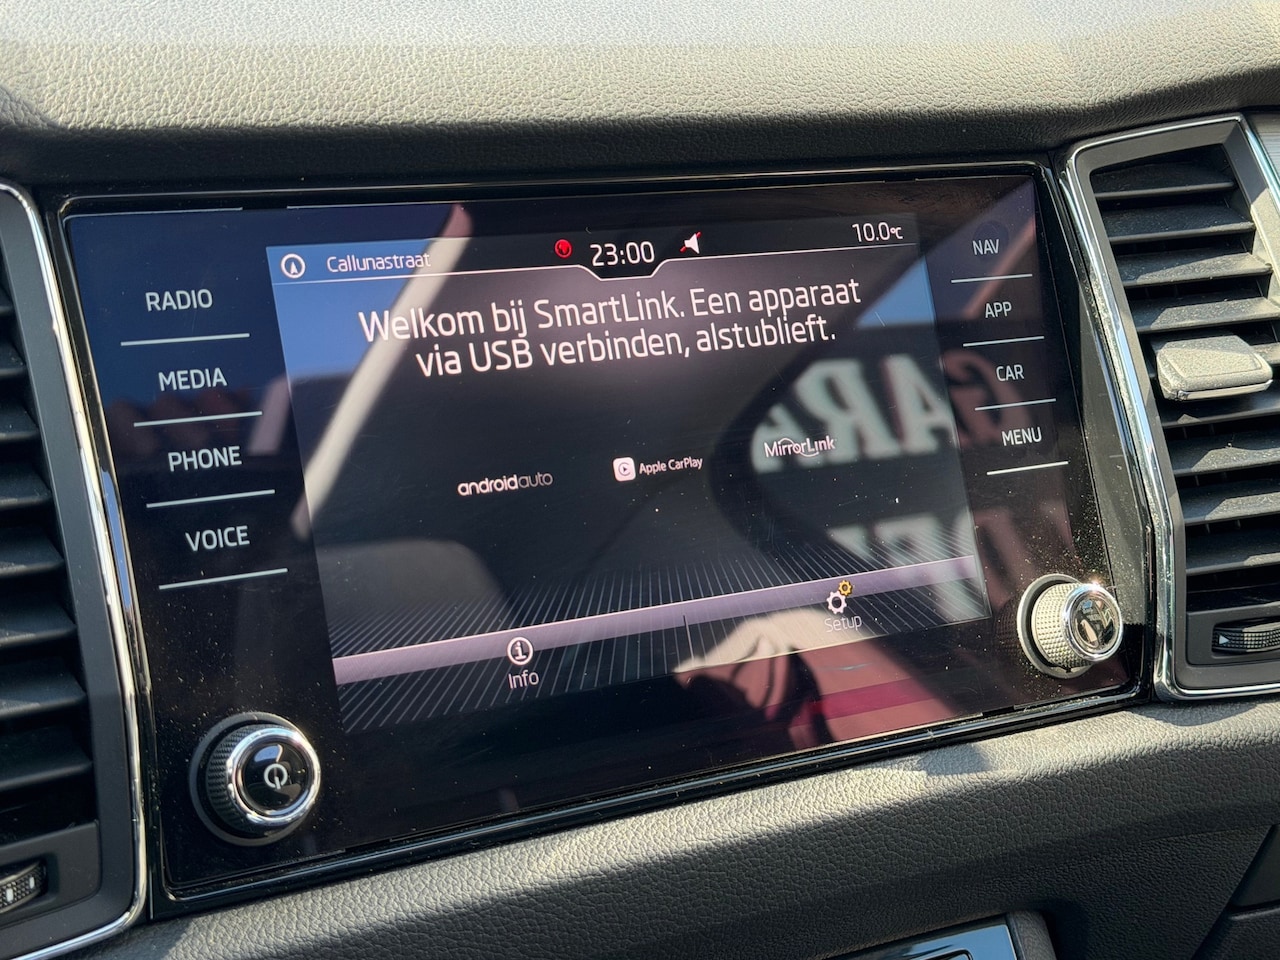 Callunastraat
23:00
10.0°C
Welkom bij SmartLink. Een apparaat
via USB verbinden, alstublieft.
androidauto
Apple CarPlay
MirrorLink
Info
Setup
RADIO
MEDIA
PHONE
VOICE
NAV
APP
CAR
MENU